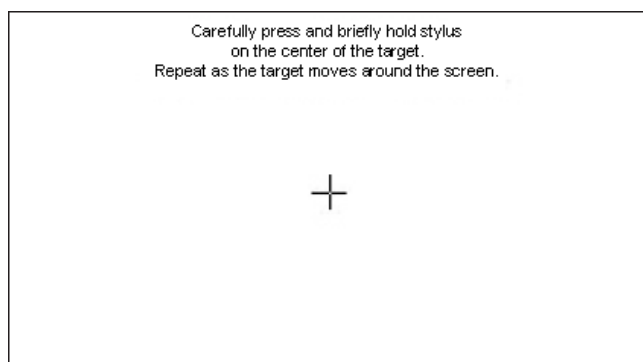 Carefully press and briefly hold stylus
on the center of the target.
Repeat as the target moves around the screen.